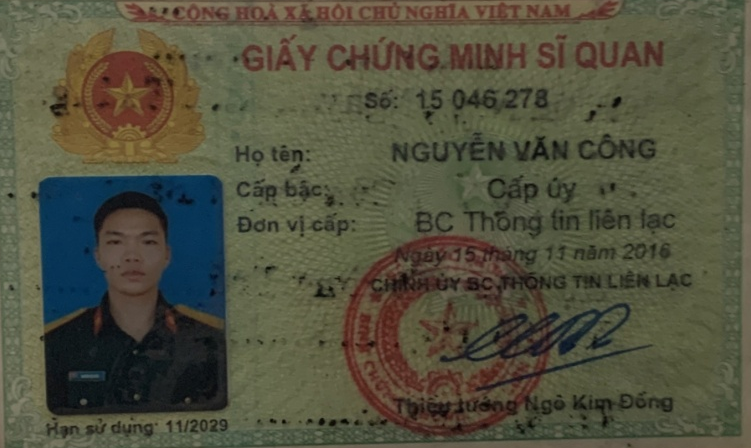 CỘNG HOÀ XÃ HỘI CHỦ NGHĨA VIỆT NAM
GIẤY CHỨNG MINH SĨ QUAN
Số: 15 046 278
Họ tên: NGUYỄN VĂN CÔNG
Cấp bậc: Cấp úy
Đơn vị cấp: BC Thông tin liên lạc
Ngày 15 tháng 11 năm 2016
CHÍNH ỦY BC THÔNG TIN LIÊN LẠC
Thiếu tướng Ngô Kim Đồng
Hạn sử dụng: 11/2029